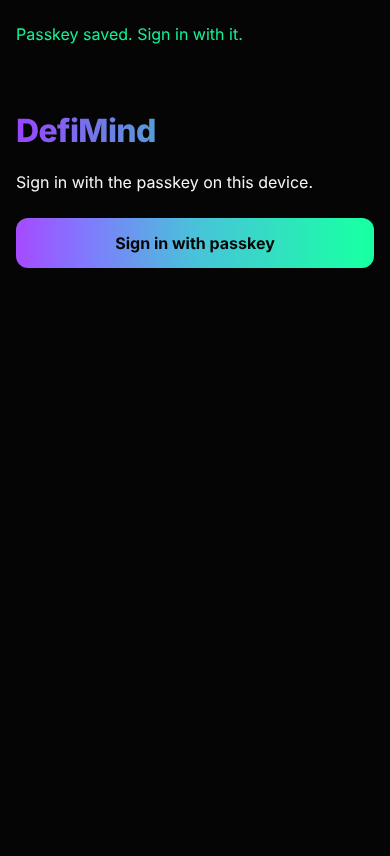 Passkey saved. Sign in with it.
DefiMind
Sign in with the passkey on this device.
Sign in with passkey